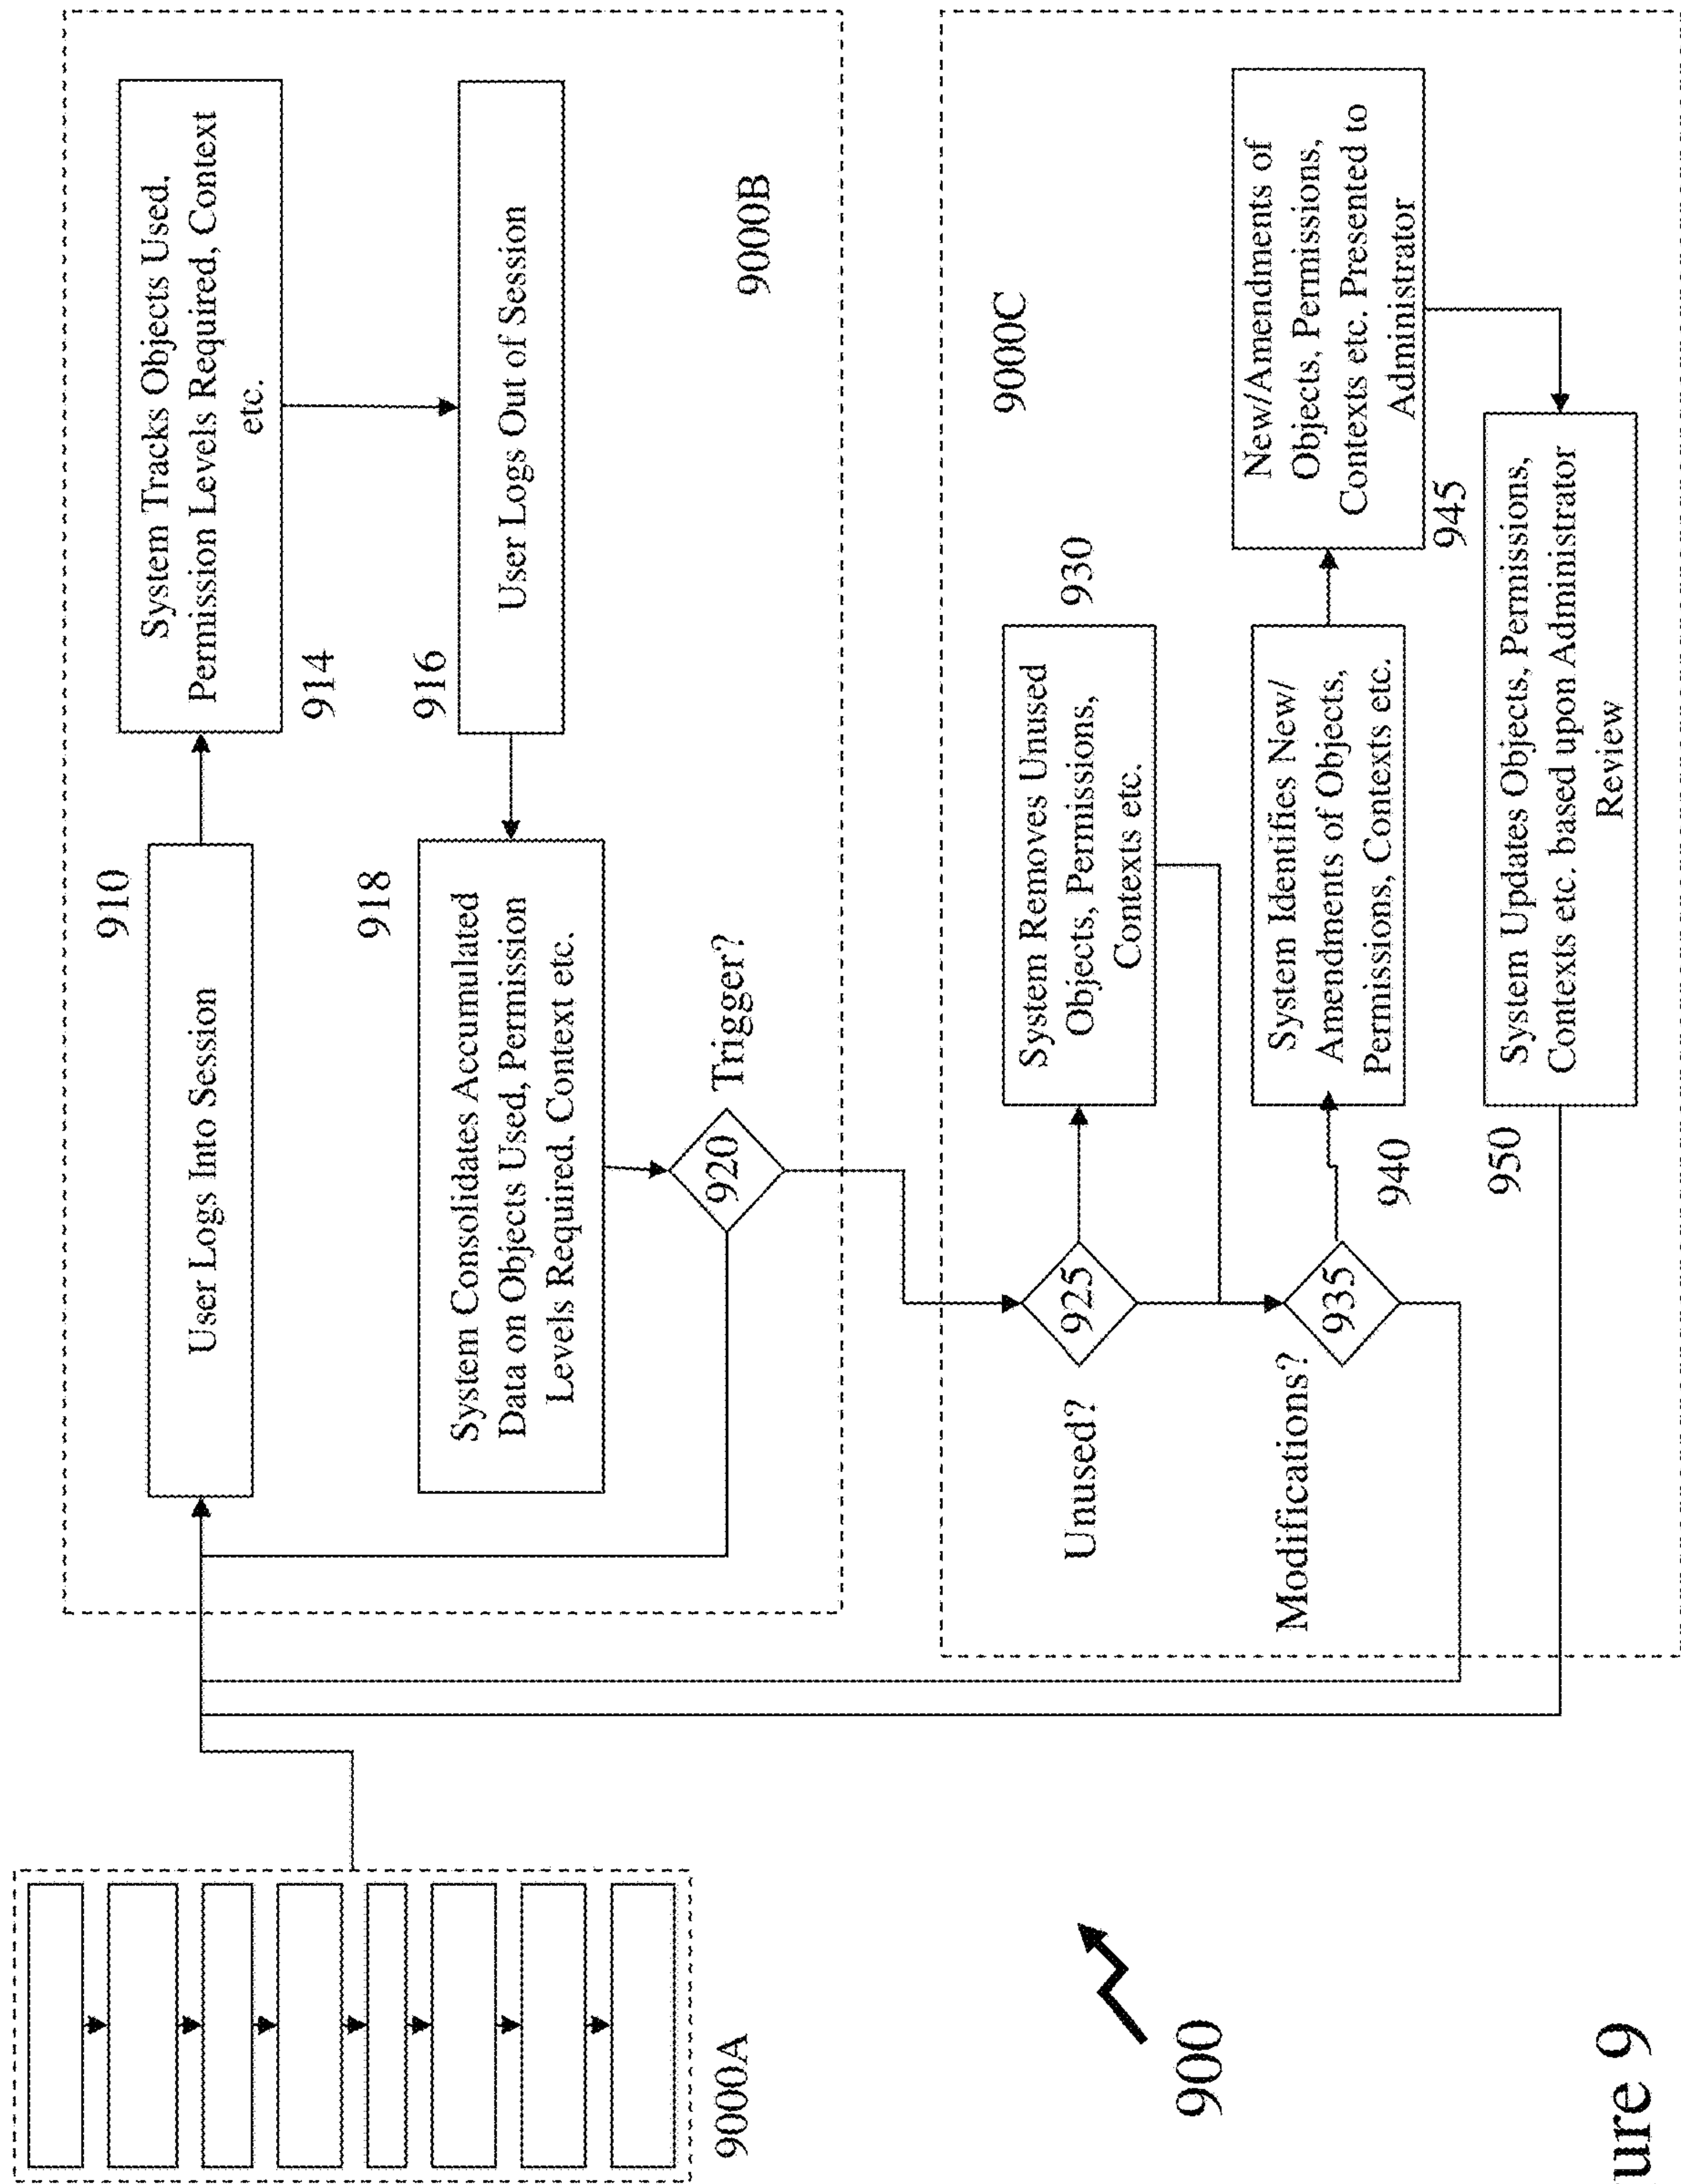 910
User Logs Into Session
System Tracks Objects Used,
Permission Levels Required, Context
etc.
914
916
User Logs Out of Session
918
System Consolidates Accumulated
Data on Objects Used, Permission
Levels Required, Context etc.
920
Trigger?
9000B
9000A
9000C
925
Unused?
930
System Removes Unused
Objects, Permissions,
Contexts etc.
935
Modifications?
940
System Identifies New/
Amendments of Objects,
Permissions, Contexts etc.
945
New/Amendments of
Objects, Permissions,
Contexts etc. Presented to
Administrator
950
System Updates Objects, Permissions,
Contexts etc. based upon Administrator
Review
900
ure 9